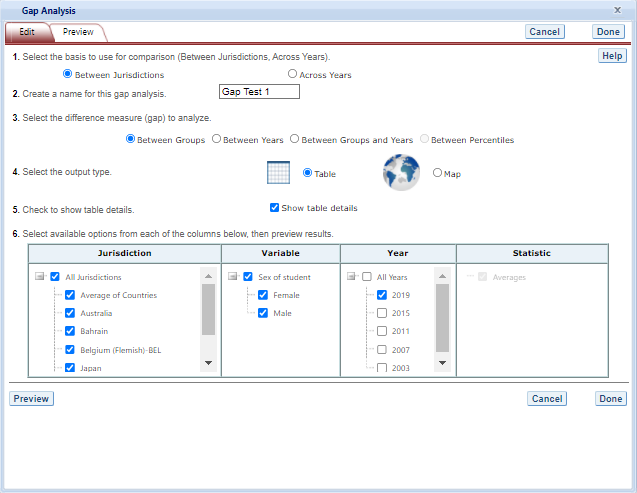 Gap Analysis x
Edit Preview Cancel Done
1. Select the basis to use for comparison (Between Jurisdictions, Across Years). Help
Between Jurisdictions Across Years
2. Create a name for this gap analysis. Gap Test 1
3. Select the difference measure (gap) to analyze.
Between Groups Between Years Between Groups and Years Between Percentiles
4. Select the output type. Table Map
5. Check to show table details. Show table details
6. Select available options from each of the columns below, then preview results.
Jurisdiction Variable Year Statistic
All Jurisdictions Sex of student All Years Averages
Average of Countries Female 2019
Australia Male 2015
Bahrain 2011
Belgium (Flemish)-BEL 2007
Japan 2003
Preview Cancel Done